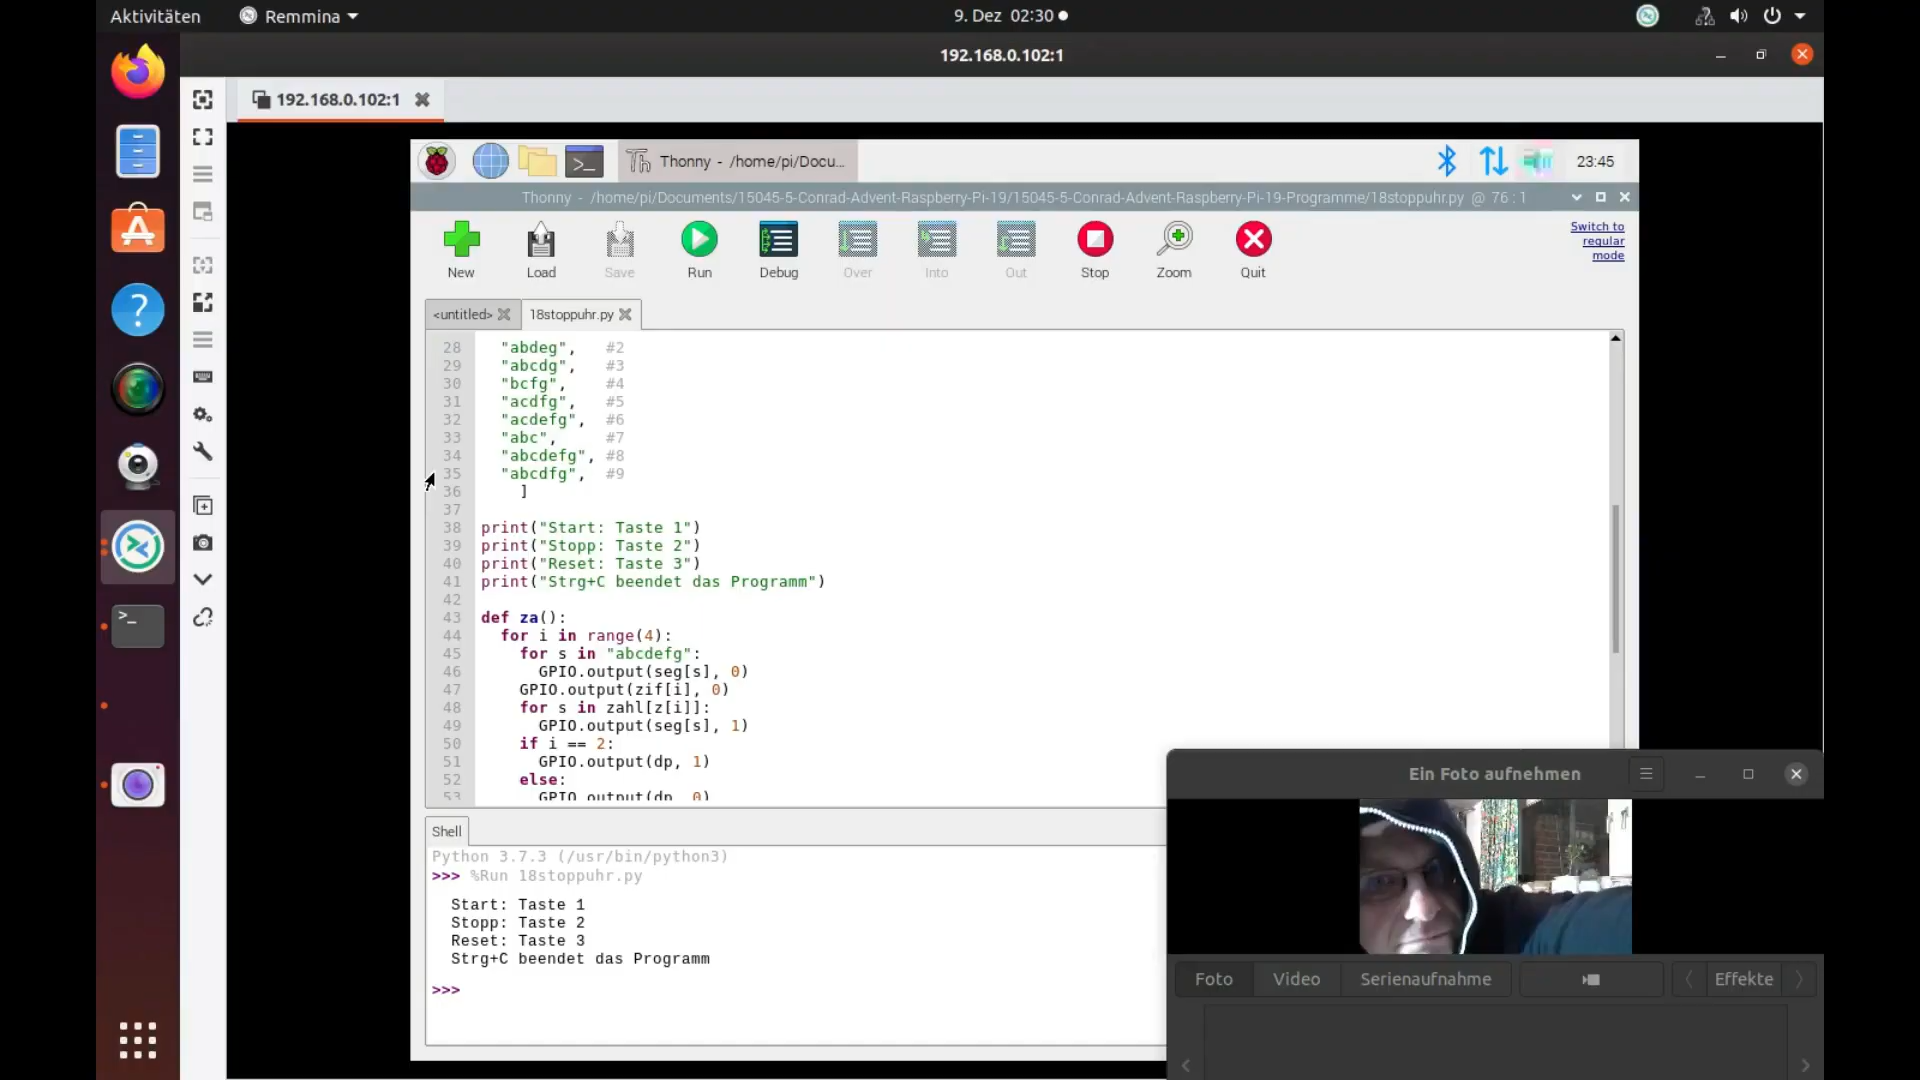 Aktivitäten
Remmina
9. Dez 02:30
192.168.0.102:1
192.168.0.102:1
Thonny - /home/pi/Docu...
23:45
Thonny - /home/pi/Documents/15045-5-Conrad-Advent-Raspberry-Pi-19/15045-5-Conrad-Advent-Raspberry-Pi-19-Programme/18stoppuhr.py @ 76 : 1
New
Load
Save
Run
Debug
Over
Into
Out
Stop
Zoom
Quit
Switch to
regular
mode
<untitled>
18stoppuhr.py
28 "abdeg", #2
29 "abcdg", #3
30 "bcfg", #4
31 "acdfg", #5
32 "acdefg", #6
33 "abc", #7
34 "abcdefg", #8
35 "abcdfg", #9
36 ]
37
38 print("Start: Taste 1")
39 print("Stopp: Taste 2")
40 print("Reset: Taste 3")
41 print("Strg+C beendet das Programm")
42
43 def za():
44 for i in range(4):
45 for s in "abcdefg":
46 GPIO.output(seg[s], 0)
47 GPIO.output(zif[i], 0)
48 for s in zahl[z[i]]:
49 GPIO.output(seg[s], 1)
50 if i == 2:
51 GPIO.output(dp, 1)
52 else:
53 GPIO.output(dp, 0)
Shell
Python 3.7.3 (/usr/bin/python3)
>>> %Run 18stoppuhr.py
Start: Taste 1
Stopp: Taste 2
Reset: Taste 3
Strg+C beendet das Programm
>>>
Ein Foto aufnehmen
Foto
Video
Serienaufnahme
Effekte